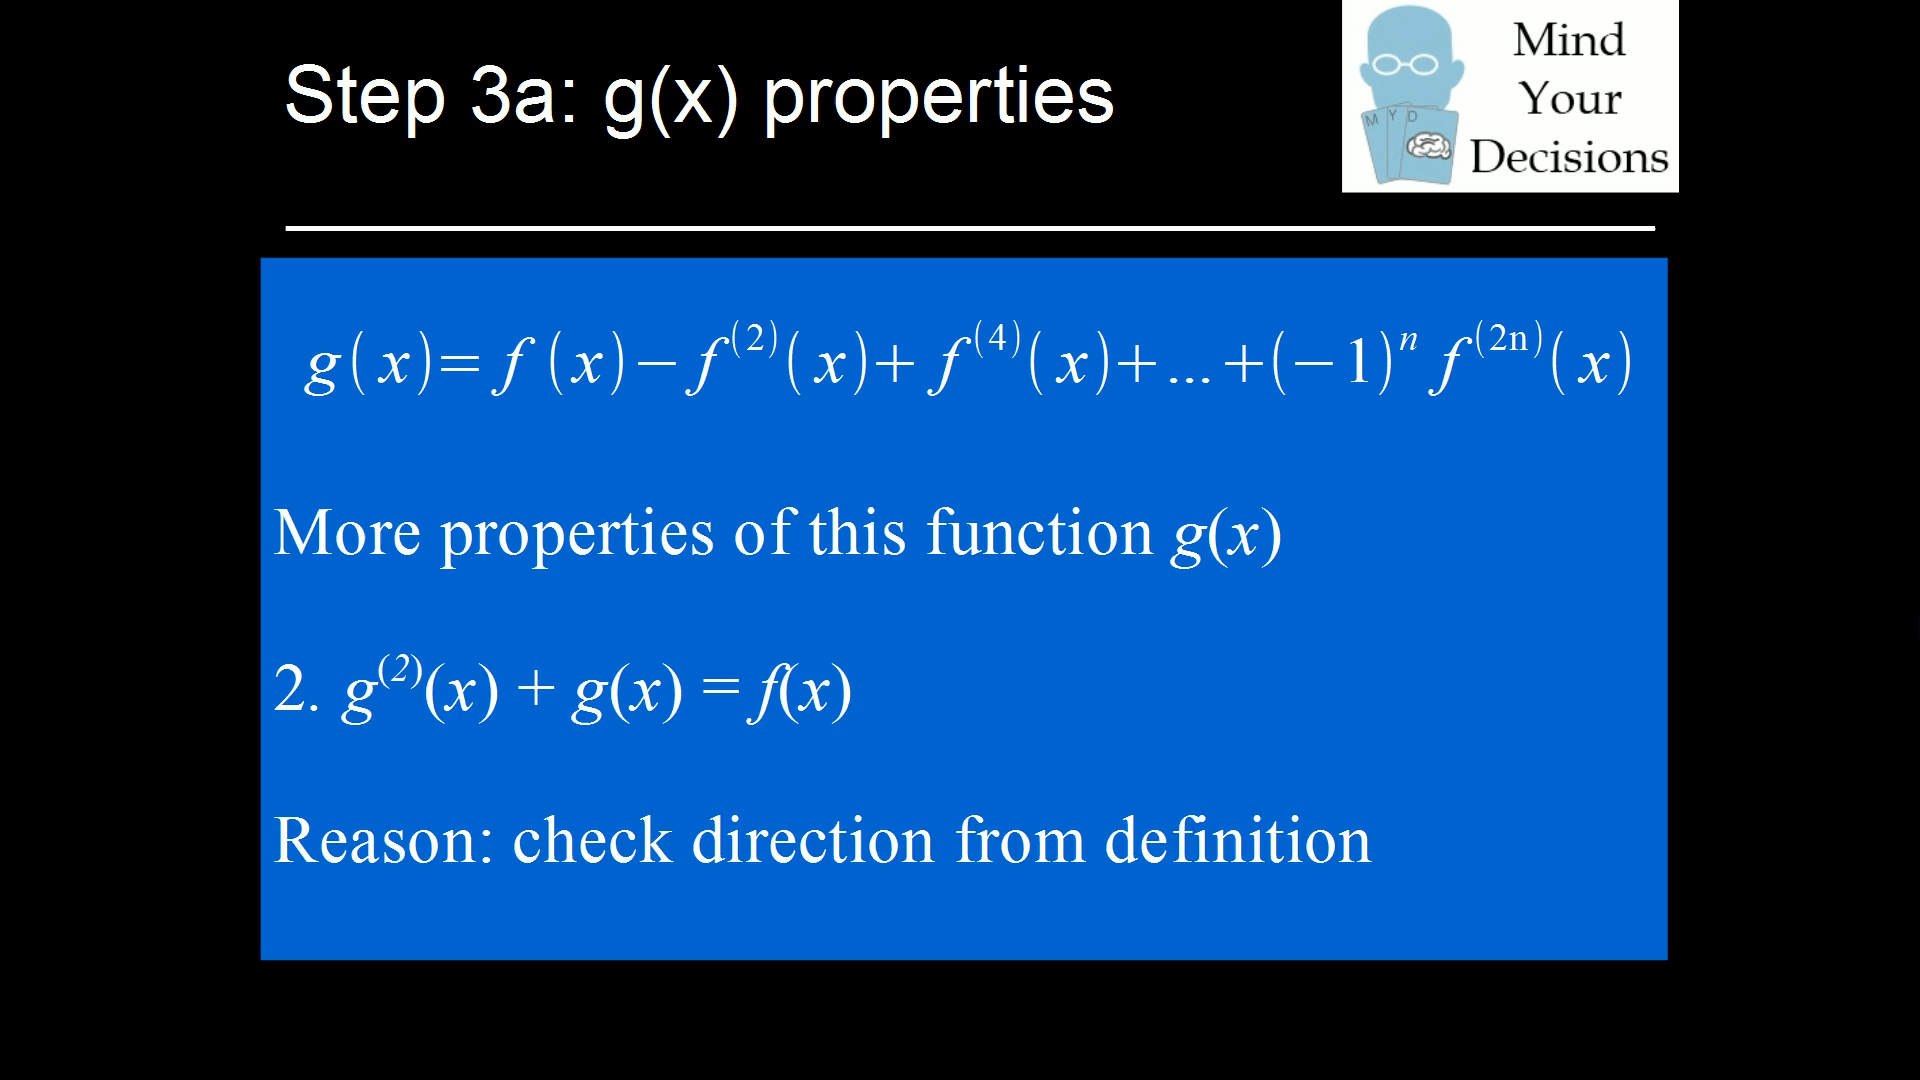 Step 3a: g(x) properties
Mind
Your
Decisions
M Y D
g(x)=f(x)−f⁽²⁾(x)+f⁽⁴⁾(x)+...+(−1)ⁿf⁽²ⁿ⁾(x)
More properties of this function g(x)
2. g⁽²⁾(x) + g(x) = f(x)
Reason: check direction from definition